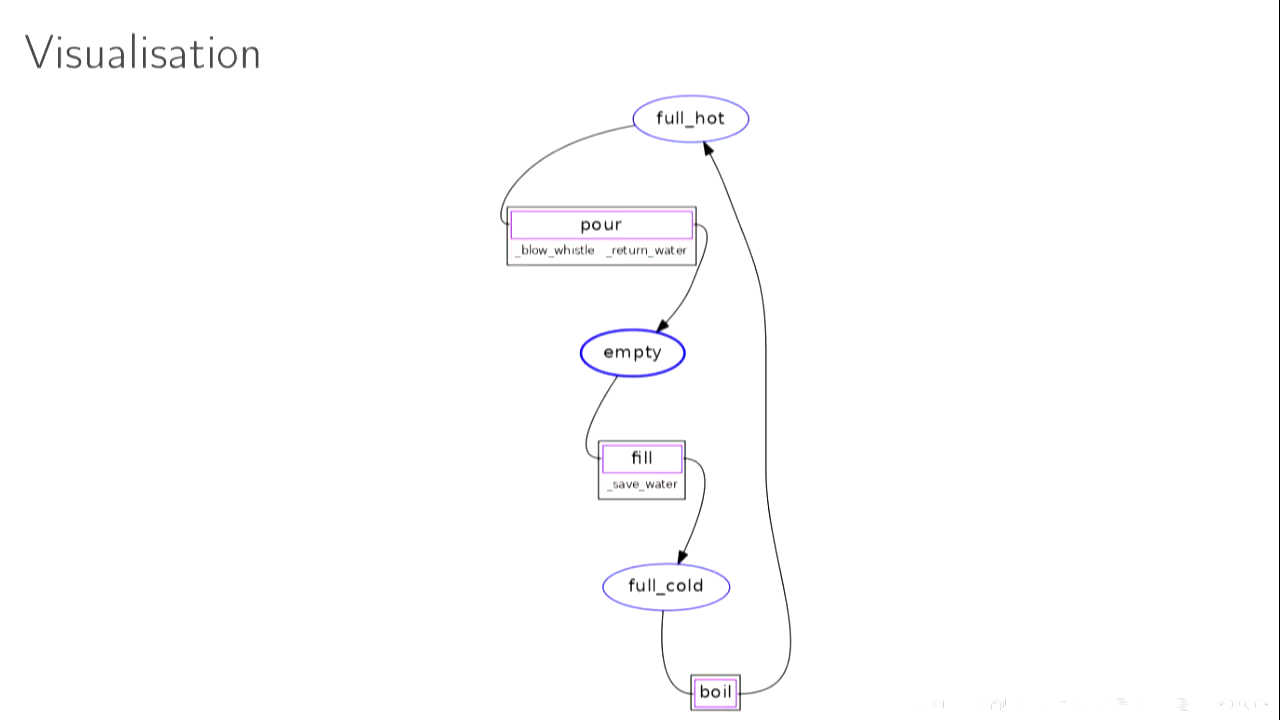 Visualisation
full_hot
pour
_blow_whistle _return_water
empty
fill
_save_water
full_cold
boil